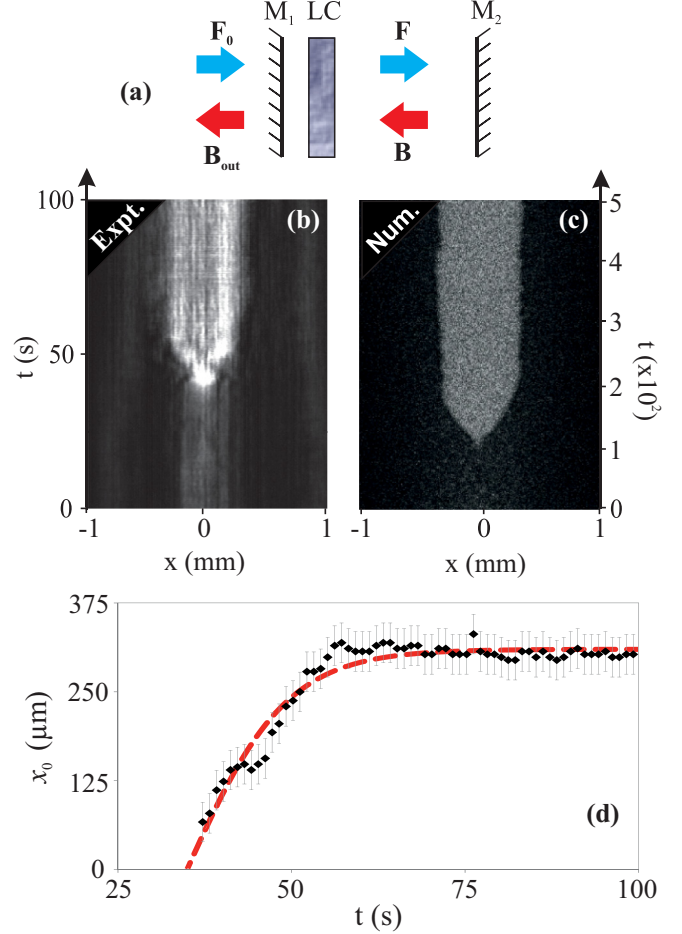 M₁ LC M₂
F₀ F
(a)
B_out B
Expt. (b) Num. (c)
100 5
4
t (s) 50 3 t (x10²)
2
1
0 0
-1 0 1 -1 0 1
x (mm) x (mm)
375
250
x₀ (μm)
125
(d)
0
25 50 75 100
t (s)